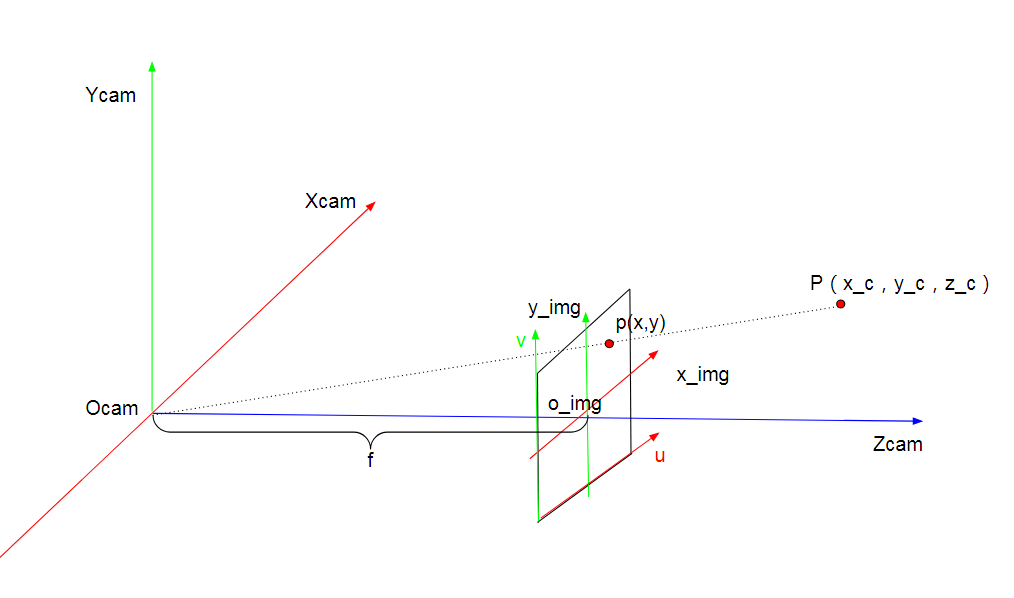 Ycam
Xcam
P ( x_c , y_c , z_c )
y_img
p(x,y)
v
x_img
o_img
Ocam
Zcam
f
u